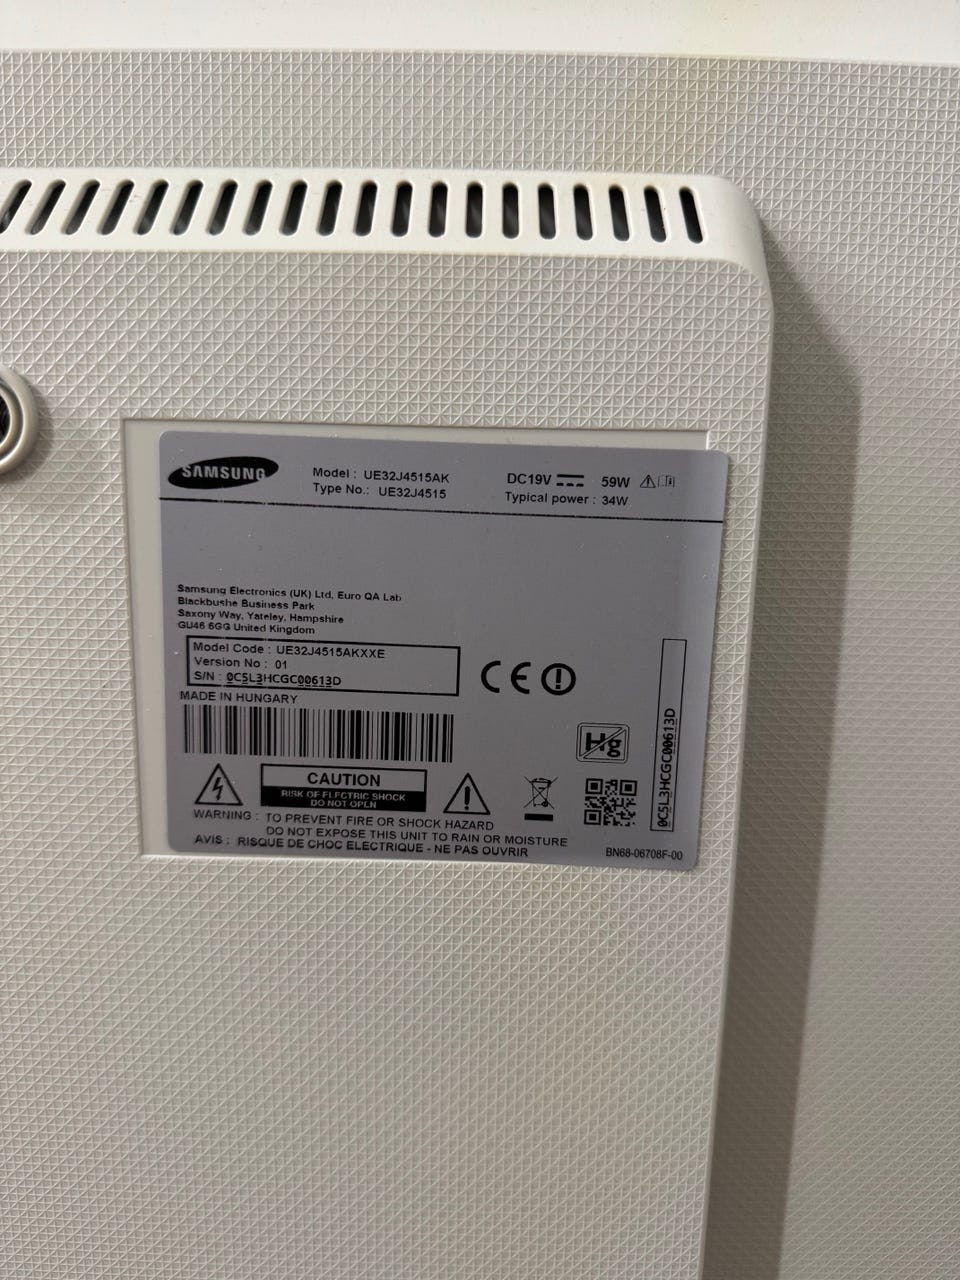 SAMSUNG
Model : UE32J4515AK
Type No.: UE32J4515
DC19V 59W
Typical power : 34W
Samsung Electronics (UK) Ltd, Euro QA Lab
Blackbushe Business Park
Saxony Way, Yateley, Hampshire
GU46 6GG United Kingdom
Model Code : UE32J4515AKXXE
Version No : 01
S/N : 0C5L3HCGC00613D
MADE IN HUNGARY
CE
Hg
0C5L3HCGC00613D
CAUTION
RISK OF ELECTRIC SHOCK
DO NOT OPEN
WARNING : TO PREVENT FIRE OR SHOCK HAZARD
DO NOT EXPOSE THIS UNIT TO RAIN OR MOISTURE
AVIS : RISQUE DE CHOC ELECTRIQUE - NE PAS OUVRIR
BN68-06708F-00